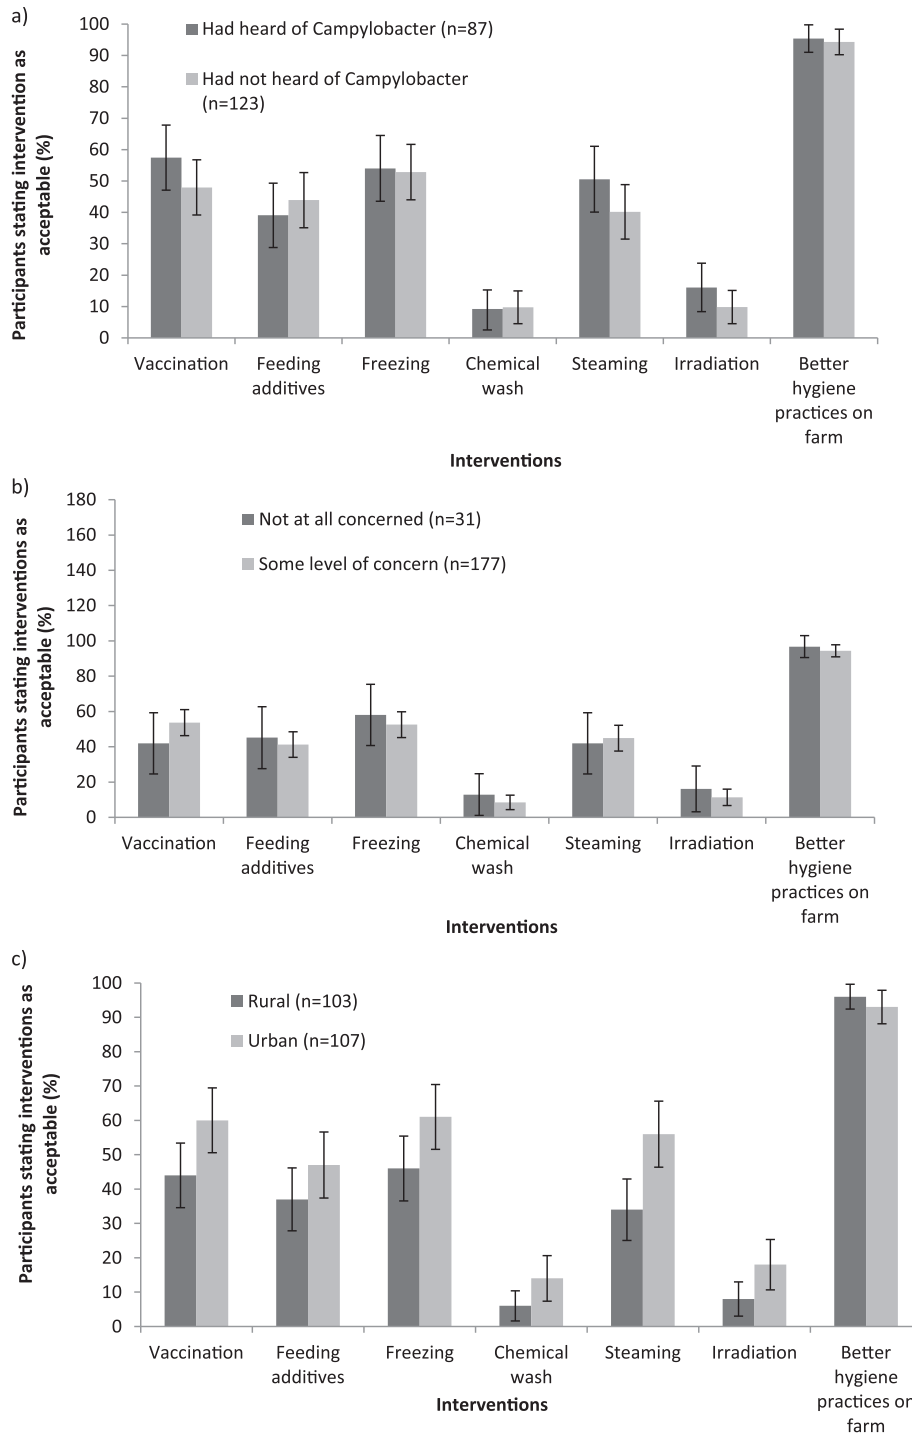 a)
Participants stating intervention as
acceptable (%)
100
90
80
70
60
50
40
30
20
10
0
Had heard of Campylobacter (n=87)
Had not heard of Campylobacter
(n=123)
Vaccination
Feeding
additives
Freezing
Chemical
wash
Steaming
Irradiation
Better
hygiene
practices on
farm
Interventions
b)
Participants stating interventions as
acceptable (%)
180
160
140
120
100
80
60
40
20
0
Not at all concerned (n=31)
Some level of concern (n=177)
Vaccination
Feeding
additives
Freezing
Chemical
wash
Steaming
Irradiation
Better
hygiene
practices on
farm
Interventions
c)
Participants stating interventions as
acceptable (%)
100
90
80
70
60
50
40
30
20
10
0
Rural (n=103)
Urban (n=107)
Vaccination
Feeding
additives
Freezing
Chemical
wash
Steaming
Irradiation
Better
hygiene
practices on
farm
Interventions